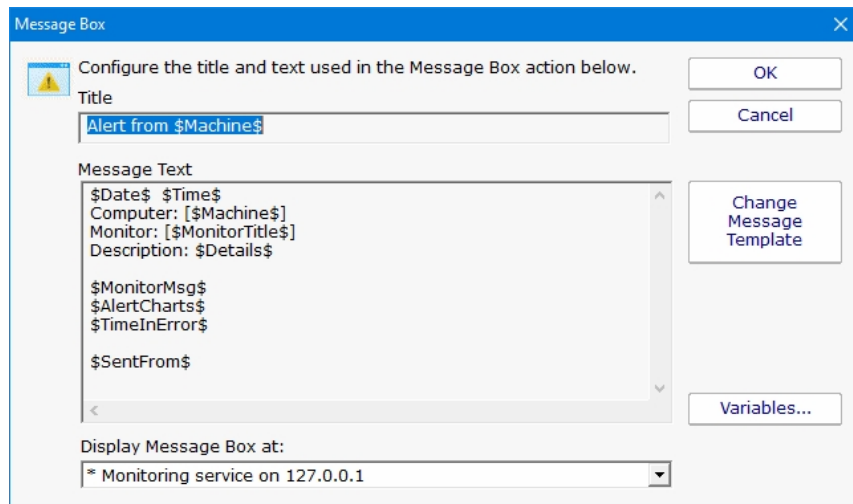 Message Box
Configure the title and text used in the Message Box action below.
OK
Title
Cancel
Alert from $Machine$
Message Text
$Date$  $Time$
Computer: [$Machine$]
Monitor: [$MonitorTitle$]
Description: $Details$
$MonitorMsg$
$AlertCharts$
$TimeInError$
$SentFrom$
Change
Message
Template
Variables...
Display Message Box at:
* Monitoring service on 127.0.0.1